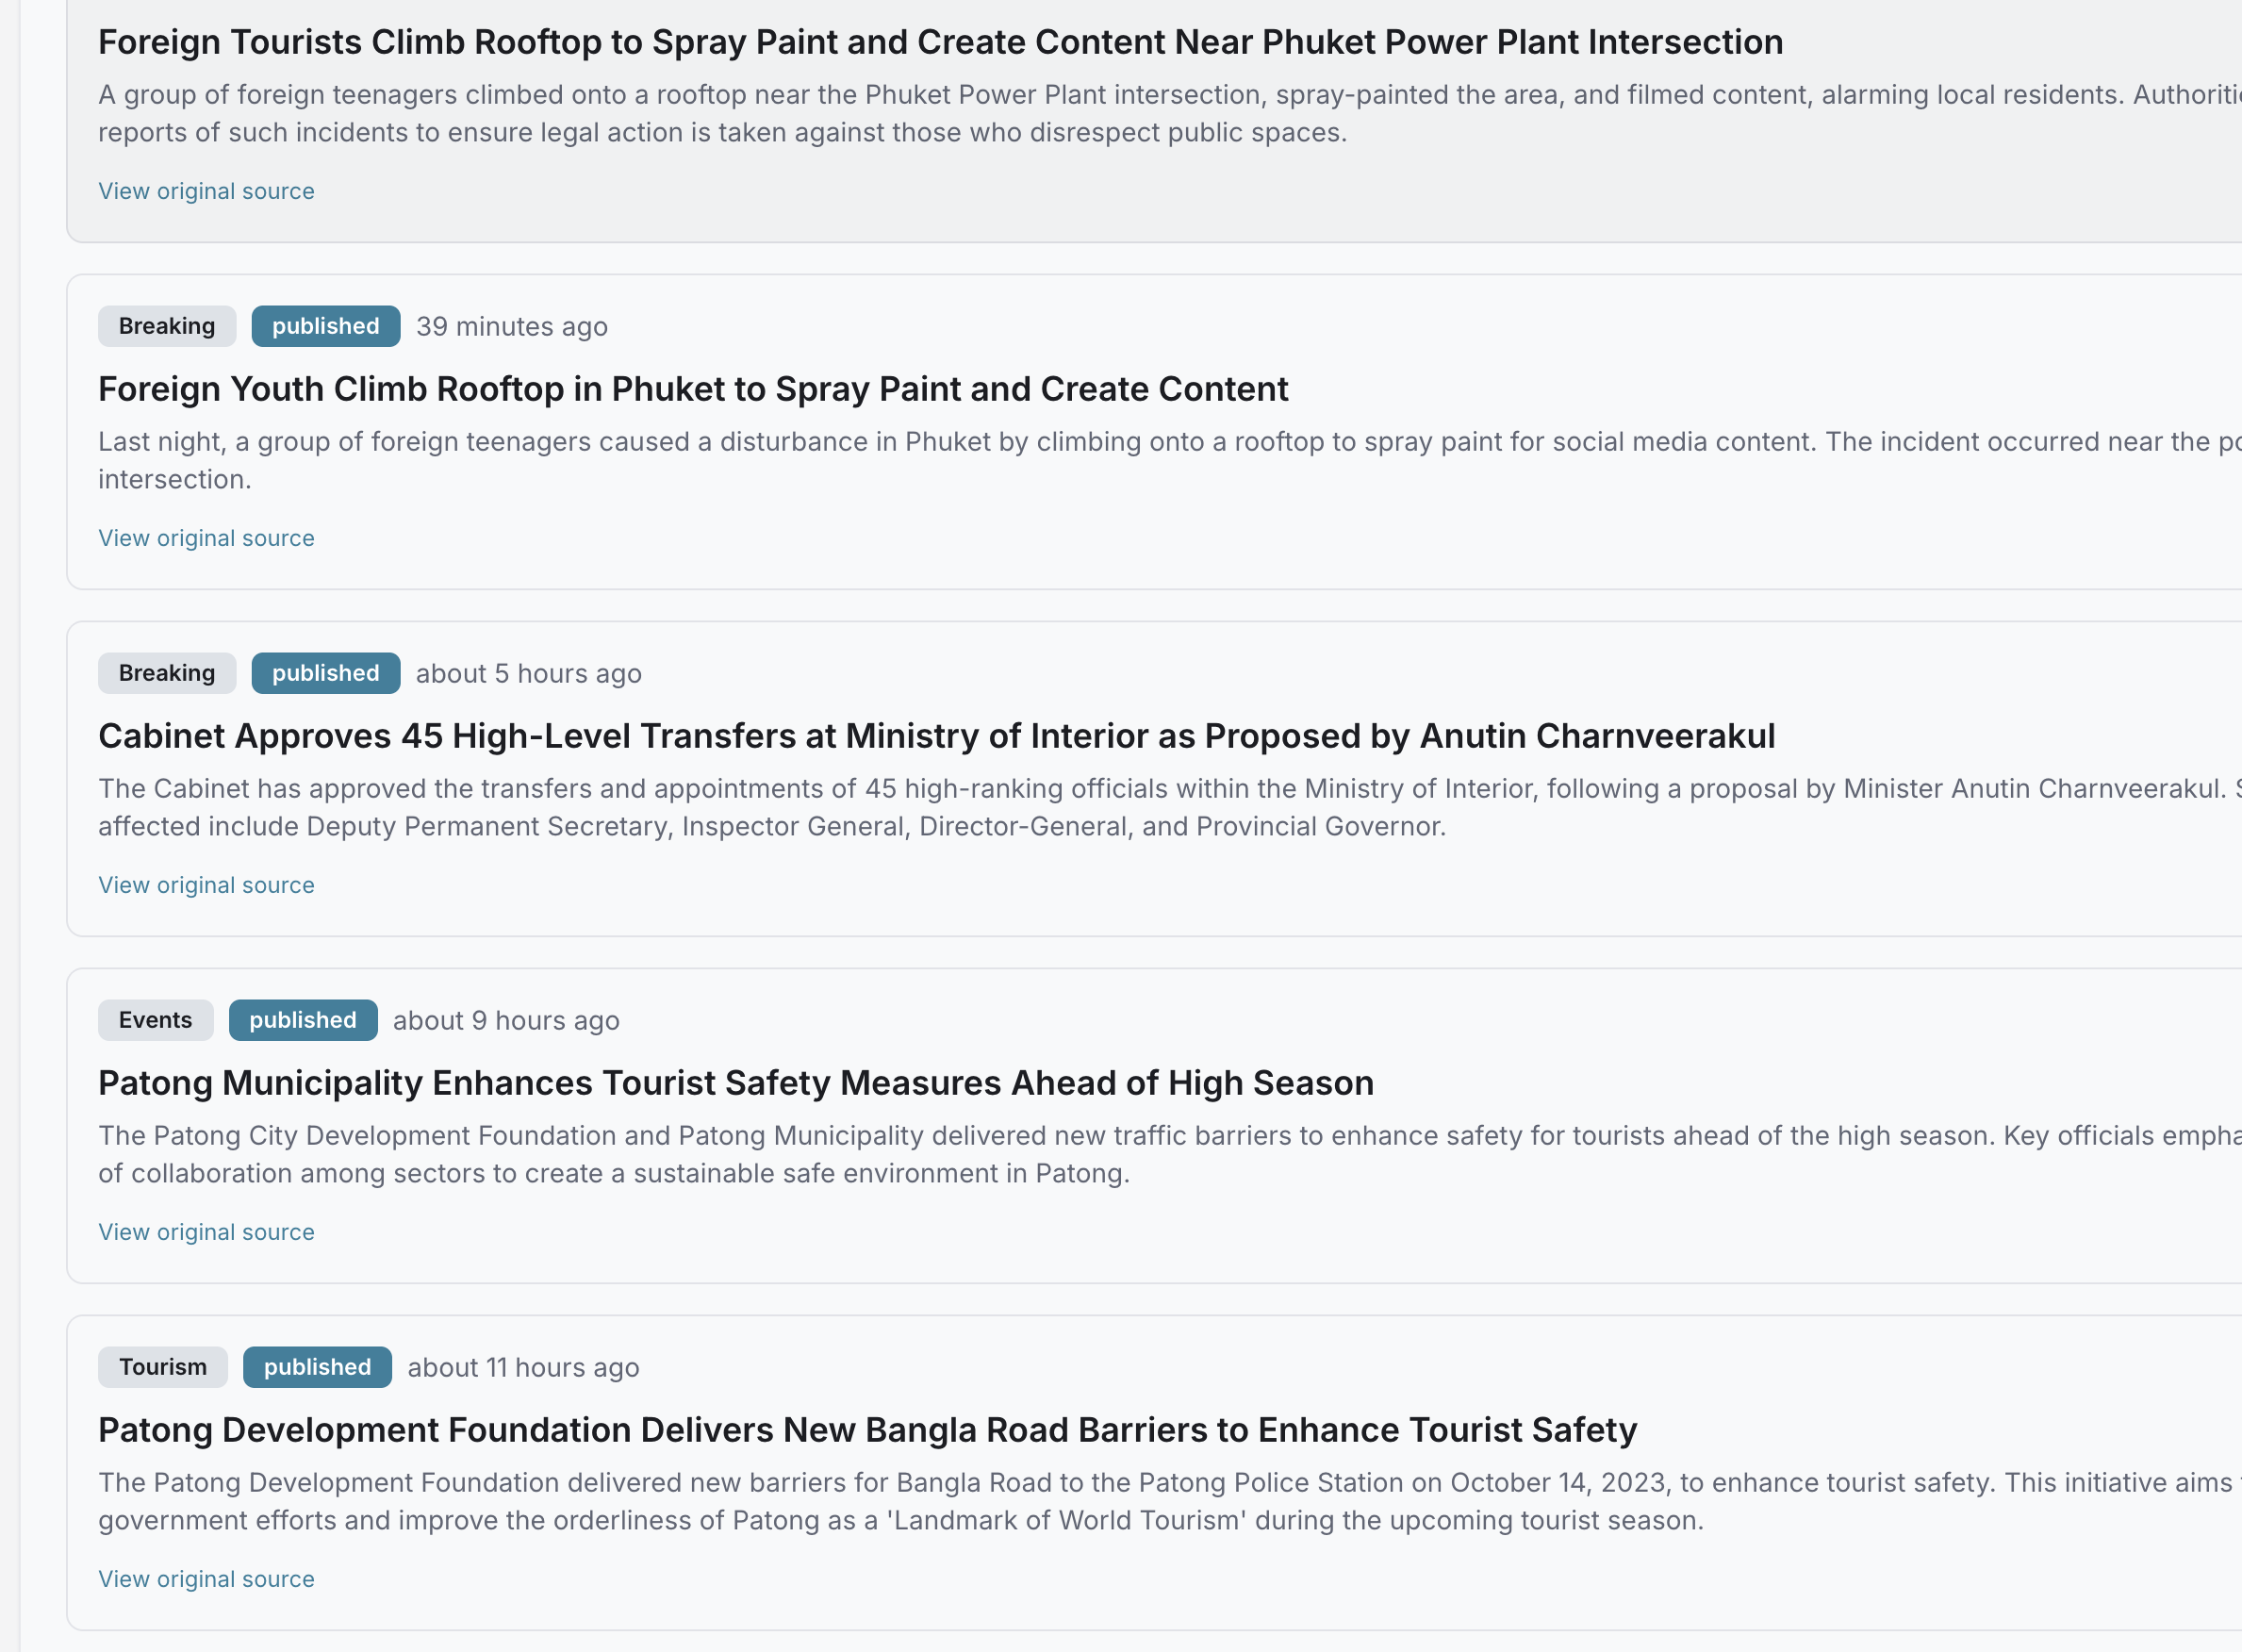 Foreign Tourists Climb Rooftop to Spray Paint and Create Content Near Phuket Power Plant Intersection
A group of foreign teenagers climbed onto a rooftop near the Phuket Power Plant intersection, spray-painted the area, and filmed content, alarming local residents.
reports of such incidents to ensure legal action is taken against those who disrespect public spaces.
View original source
Breaking published 39 minutes ago
Foreign Youth Climb Rooftop in Phuket to Spray Paint and Create Content
Last night, a group of foreign teenagers caused a disturbance in Phuket by climbing onto a rooftop to spray paint for social media content. The incident occurred near the
intersection.
View original source
Breaking published about 5 hours ago
Cabinet Approves 45 High-Level Transfers at Ministry of Interior as Proposed by Anutin Charnveerakul
The Cabinet has approved the transfers and appointments of 45 high-ranking officials within the Ministry of Interior, following a proposal by Minister Anutin Charnveerakul.
affected include Deputy Permanent Secretary, Inspector General, Director-General, and Provincial Governor.
View original source
Events published about 9 hours ago
Patong Municipality Enhances Tourist Safety Measures Ahead of High Season
The Patong City Development Foundation and Patong Municipality delivered new traffic barriers to enhance safety for tourists ahead of the high season. Key officials
of collaboration among sectors to create a sustainable safe environment in Patong.
View original source
Tourism published about 11 hours ago
Patong Development Foundation Delivers New Bangla Road Barriers to Enhance Tourist Safety
The Patong Development Foundation delivered new barriers for Bangla Road to the Patong Police Station on October 14, 2023, to enhance tourist safety. This initiative aims
government efforts and improve the orderliness of Patong as a 'Landmark of World Tourism' during the upcoming tourist season.
View original source